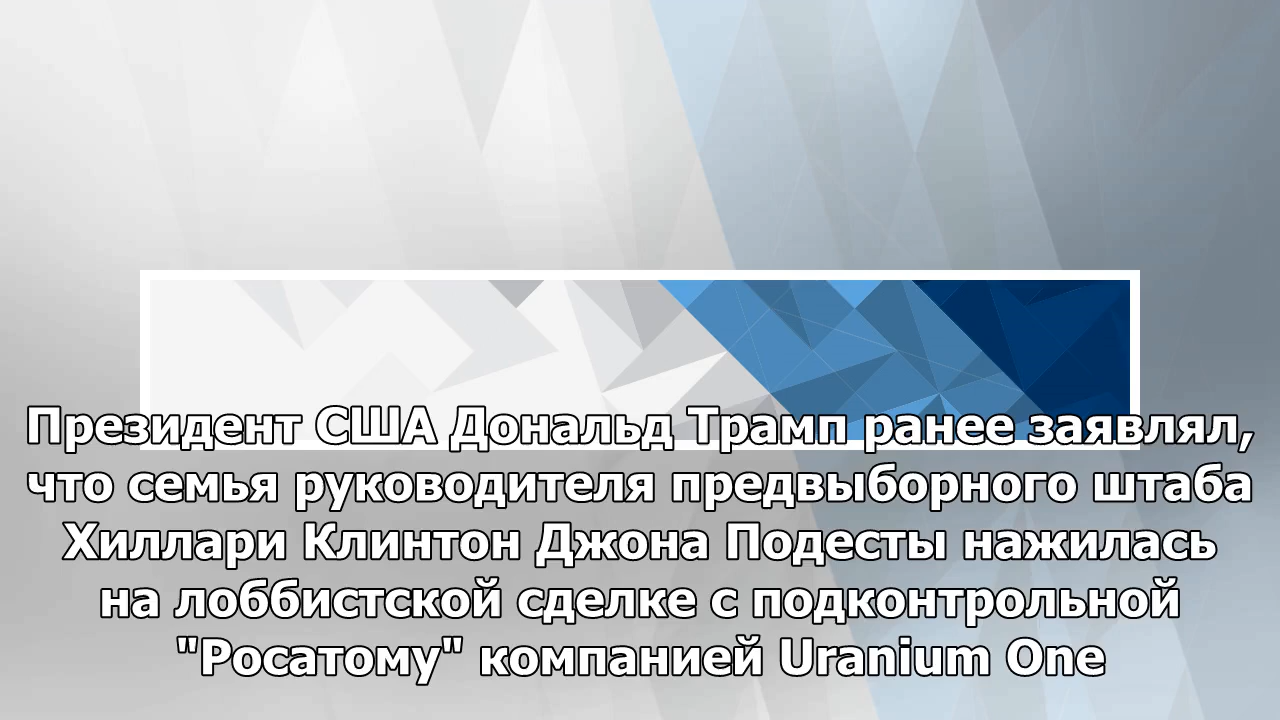 Президент США Дональд Трамп ранее заявлял,
что семья руководителя предвыборного штаба
Хиллари Клинтон Джона Подесты нажилась
на лоббистской сделке с подконтрольной
"Росатому" компанией Uranium One